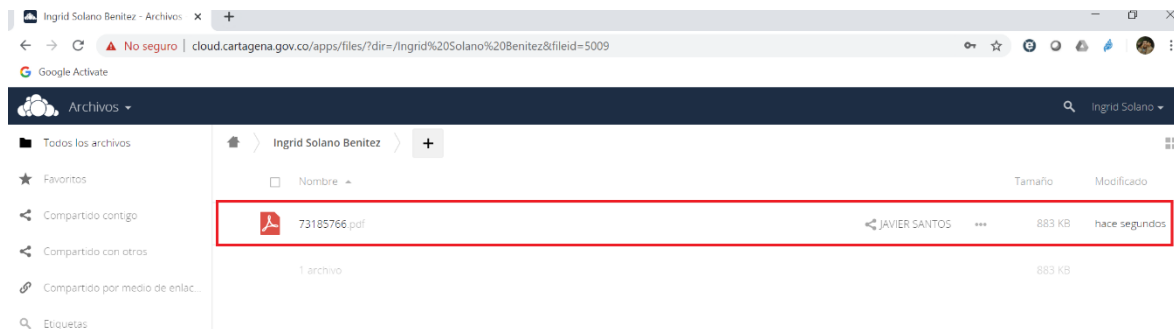 Ingrid Solano Benitez - Archivos
No seguro | cloud.cartagena.gov.co/apps/files/?dir=/Ingrid%20Solano%20Benitez&fileid=5009
Google Activate
Archivos
Ingrid Solano
Todos los archivos
Ingrid Solano Benitez
Favoritos
Nombre
Tamaño
Modificado
Compartido contigo
73185766.pdf
JAVIER SANTOS
883 KB
hace segundos
Compartido con otros
1 archivo
883 KB
Compartido por medio de enlac...
Etiquetas